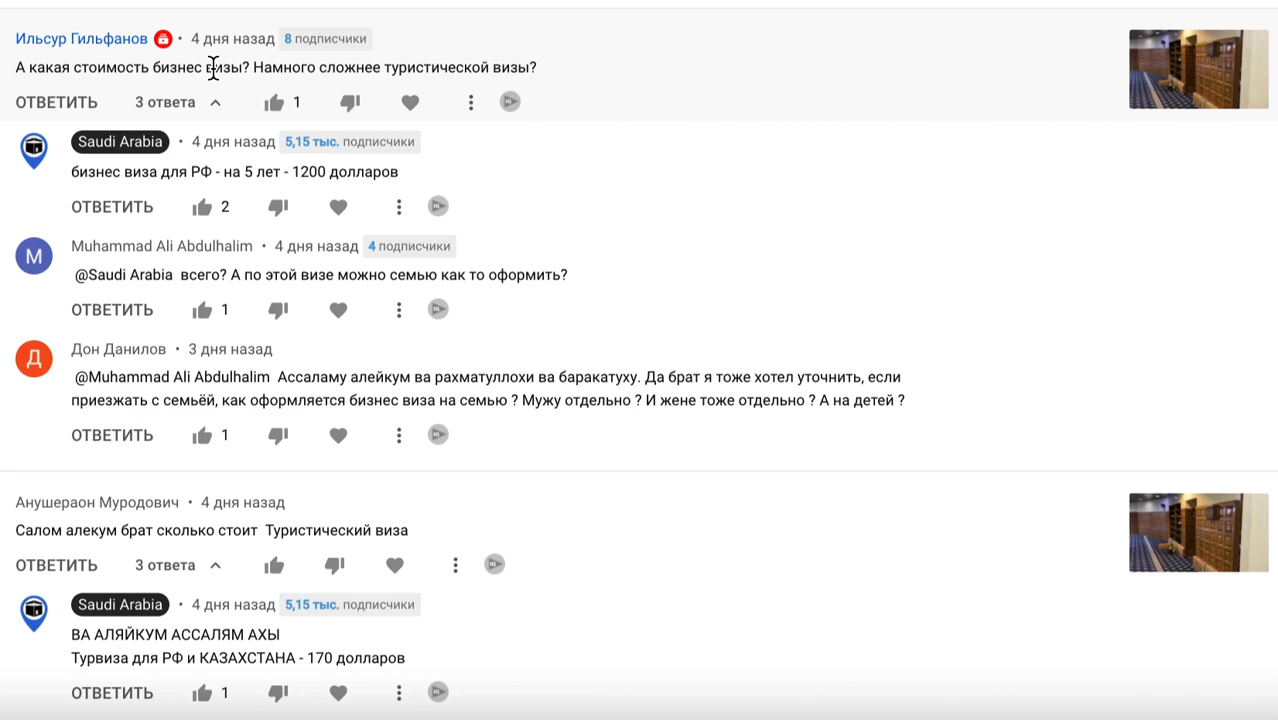 Ильсур Гильфанов • 4 дня назад 8 подписчики
А какая стоимость бизнес визы? Намного сложнее туристической визы?
ОТВЕТИТЬ 3 ответа 1
Saudi Arabia • 4 дня назад 5,15 тыс. подписчики
бизнес виза для РФ - на 5 лет - 1200 долларов
ОТВЕТИТЬ 2
М
Muhammad Ali Abdulhalim • 4 дня назад 4 подписчики
@Saudi Arabia всего? А по этой визе можно семью как то оформить?
ОТВЕТИТЬ 1
Д
Дон Данилов • 3 дня назад
@Muhammad Ali Abdulhalim Ассаламу алейкум ва рахматуллохи ва баракатуху. Да брат я тоже хотел уточнить, если
приезжать с семьёй, как оформляется бизнес виза на семью ? Мужу отдельно ? И жене тоже отдельно ? А на детей ?
ОТВЕТИТЬ 1
Анушераон Муродович • 4 дня назад
Салом алекум брат сколько стоит Туристический виза
ОТВЕТИТЬ 3 ответа
Saudi Arabia • 4 дня назад 5,15 тыс. подписчики
ВА АЛЯЙКУМ АССАЛЯМ АХЫ
Турвиза для РФ и КАЗАХСТАНА - 170 долларов
ОТВЕТИТЬ 1